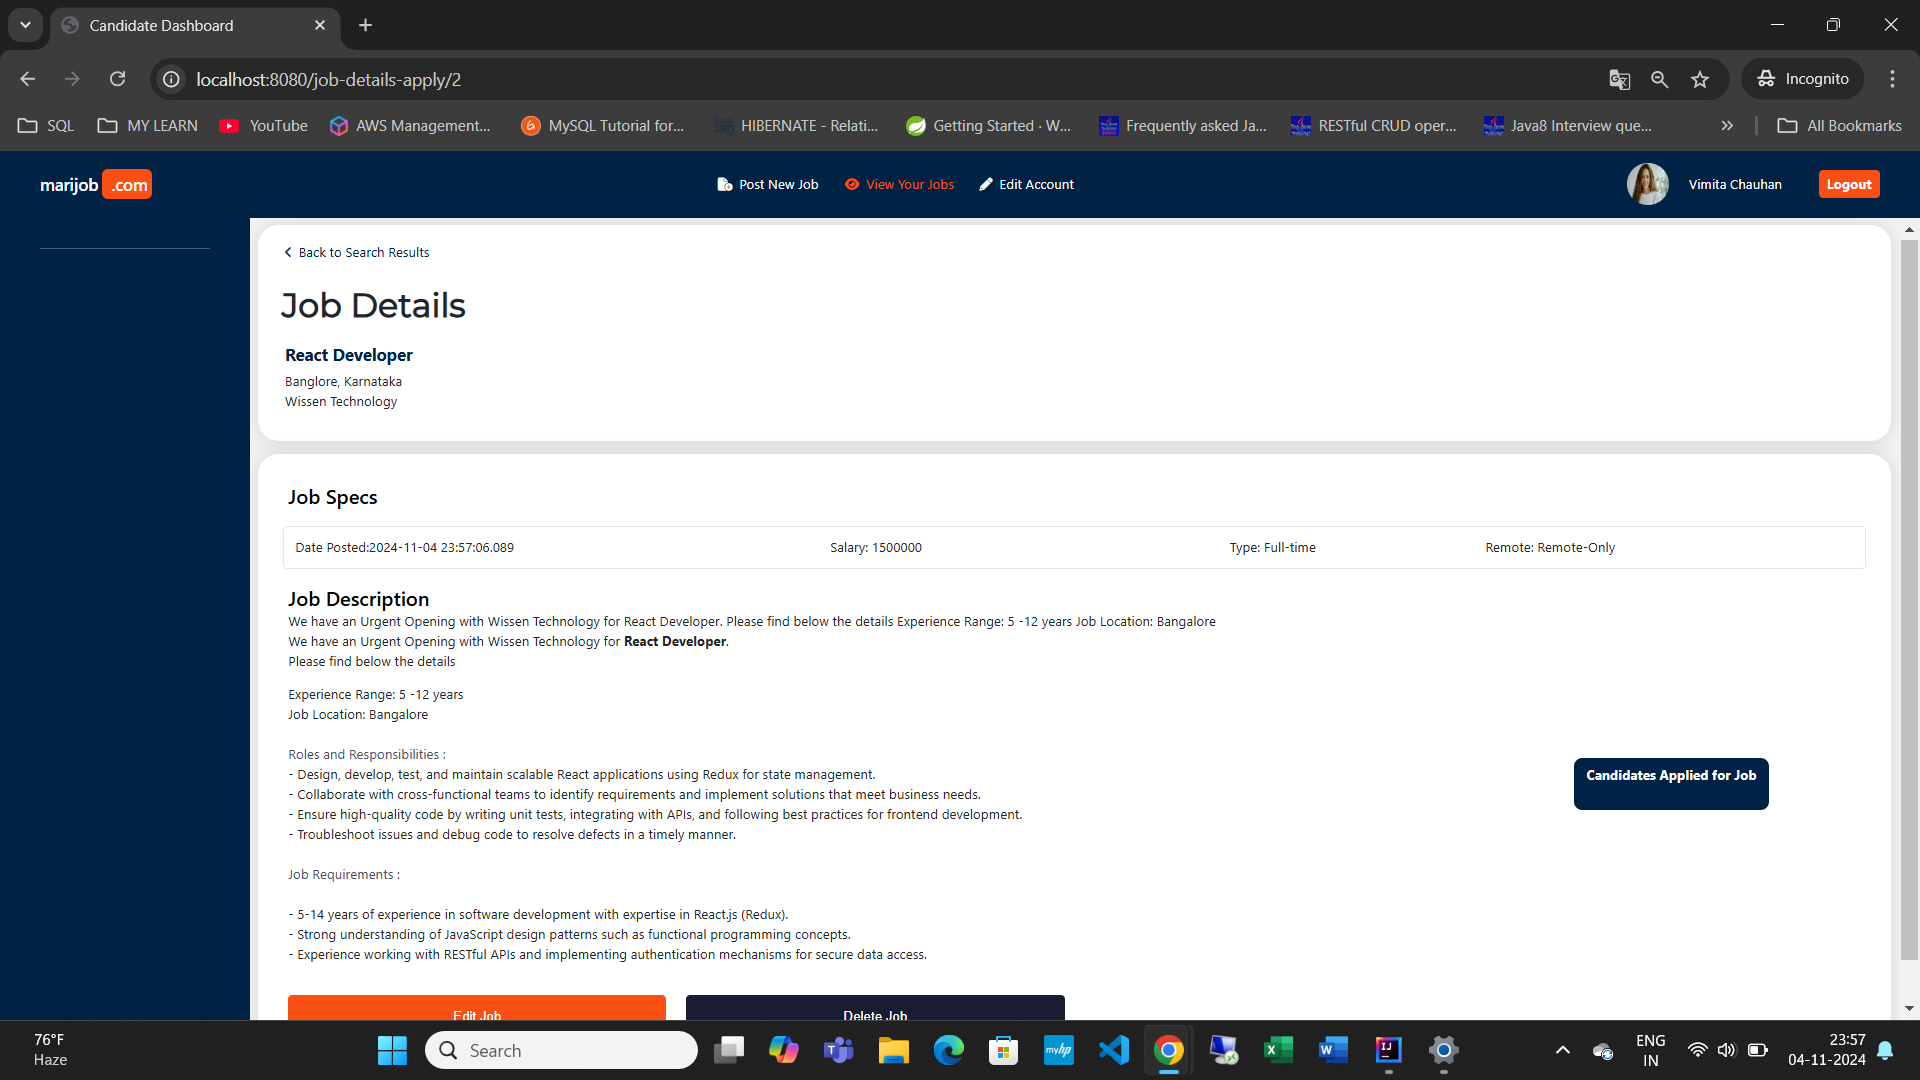 Candidate Dashboard
localhost:8080/job-details-apply/2
Incognito
SQL
MY LEARN
YouTube
AWS Management...
MySQL Tutorial for...
HIBERNATE - Relati...
Getting Started · W...
Frequently asked Ja...
RESTful CRUD oper...
Java8 Interview que...
All Bookmarks
marijob .com
Post New Job
View Your Jobs
Edit Account
Vimita Chauhan
Logout
Back to Search Results
Job Details
React Developer
Banglore, Karnataka
Wissen Technology
Job Specs
Date Posted:2024-11-04 23:57:06.089
Salary: 1500000
Type: Full-time
Remote: Remote-Only
Job Description
We have an Urgent Opening with Wissen Technology for React Developer. Please find below the details Experience Range: 5 -12 years Job Location: Bangalore
We have an Urgent Opening with Wissen Technology for React Developer.
Please find below the details
Experience Range: 5 -12 years
Job Location: Bangalore
Roles and Responsibilities :
- Design, develop, test, and maintain scalable React applications using Redux for state management.
- Collaborate with cross-functional teams to identify requirements and implement solutions that meet business needs.
- Ensure high-quality code by writing unit tests, integrating with APIs, and following best practices for frontend development.
- Troubleshoot issues and debug code to resolve defects in a timely manner.
Candidates Applied for Job
Job Requirements :
- 5-14 years of experience in software development with expertise in React.js (Redux).
- Strong understanding of JavaScript design patterns such as functional programming concepts.
- Experience working with RESTful APIs and implementing authentication mechanisms for secure data access.
Edit Job
Delete Job
76°F
Haze
Search
myhp
ENG
IN
23:57
04-11-2024